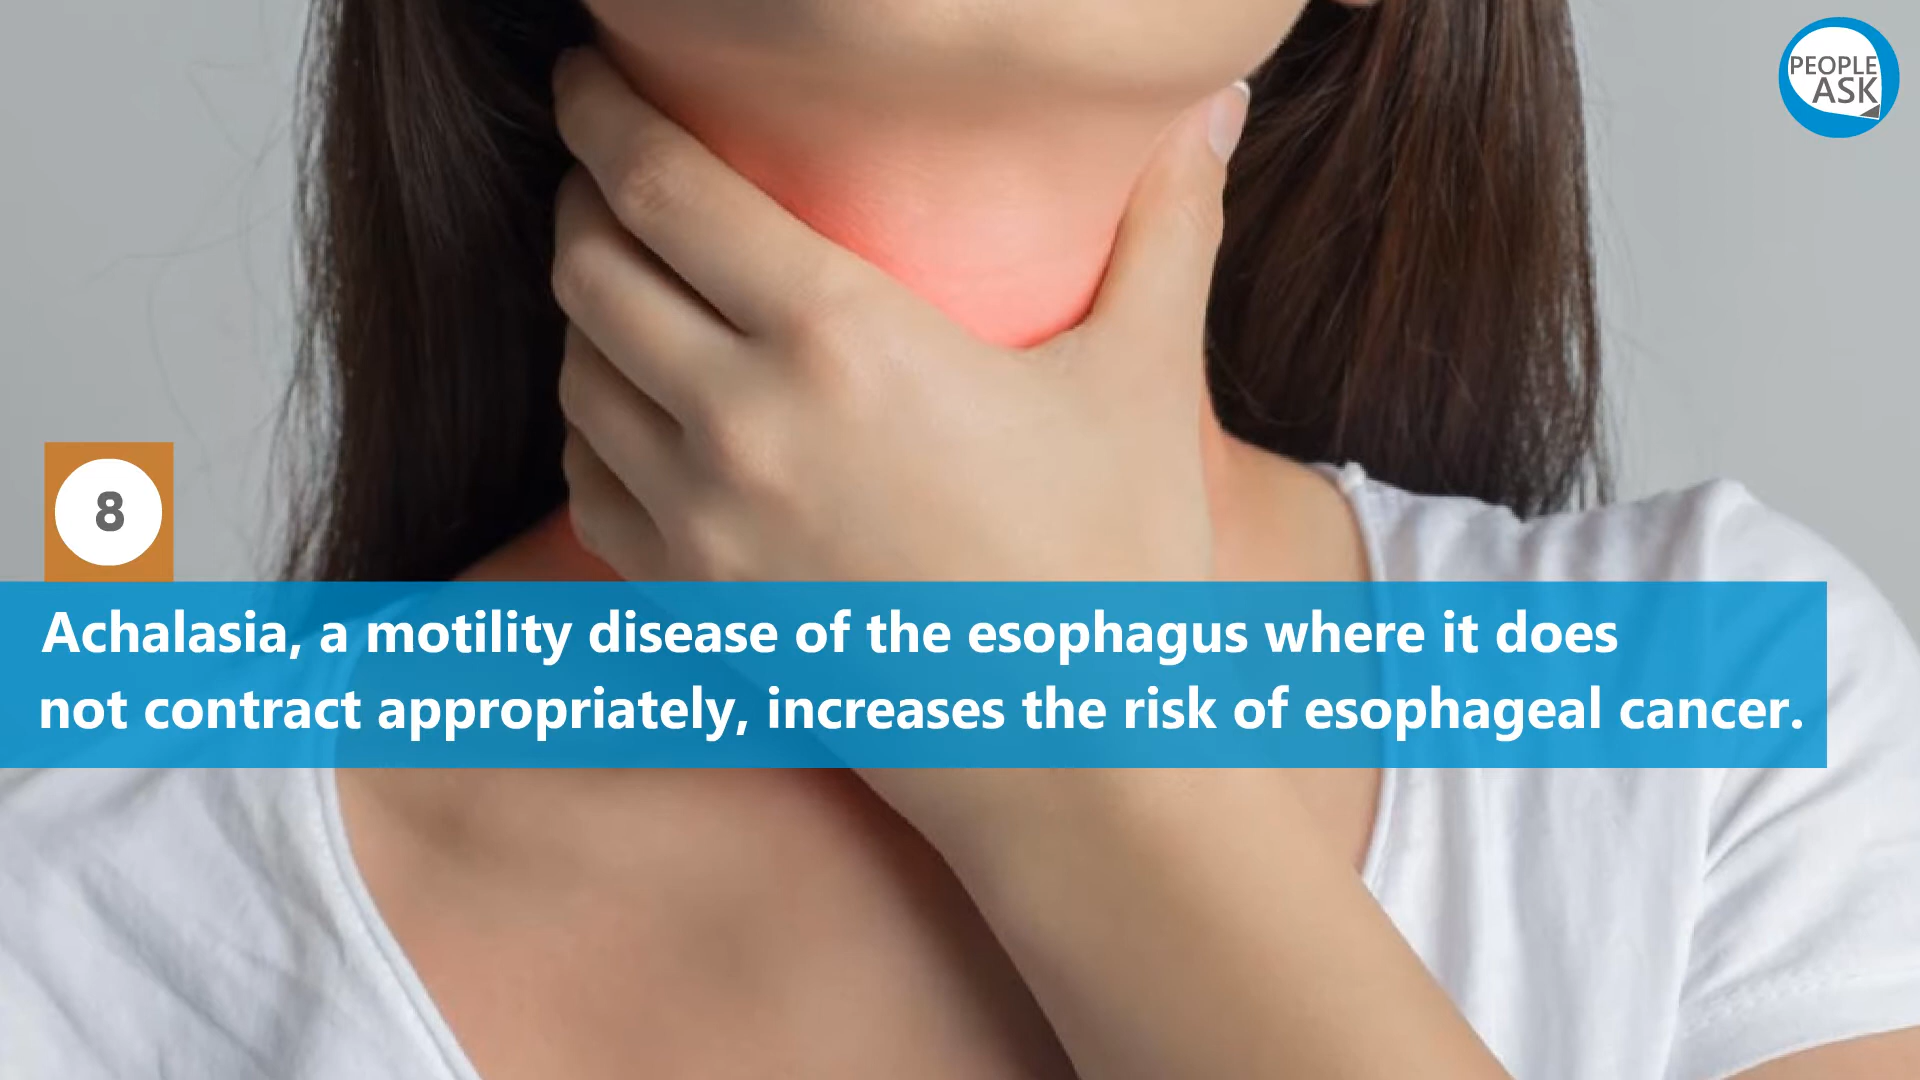 PEOPLE
ASK
8
Achalasia, a motility disease of the esophagus where it does
not contract appropriately, increases the risk of esophageal cancer.